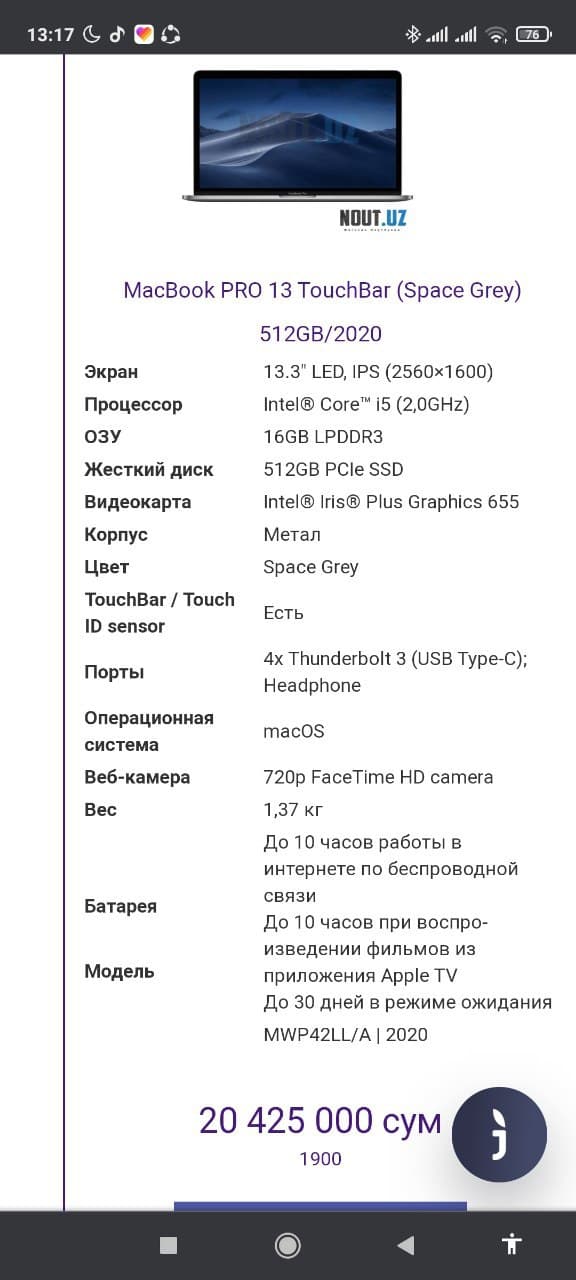 13:17
76
NOUT.UZ
MacBook PRO 13 TouchBar (Space Grey)
512GB/2020
Экран 13.3" LED, IPS (2560×1600)
Процессор Intel® Core™ i5 (2,0GHz)
ОЗУ 16GB LPDDR3
Жесткий диск 512GB PCIe SSD
Видеокарта Intel® Iris® Plus Graphics 655
Корпус Метал
Цвет Space Grey
TouchBar / Touch
ID sensor
Есть
Порты
4x Thunderbolt 3 (USB Type-C);
Headphone
Операционная
система
macOS
Веб-камера 720p FaceTime HD camera
Вес 1,37 кг
Батарея
До 10 часов работы в
интернете по беспроводной
связи
До 10 часов при воспро-
изведении фильмов из
приложения Apple TV
До 30 дней в режиме ожидания
Модель
MWP42LL/A | 2020
20 425 000 сум
1900